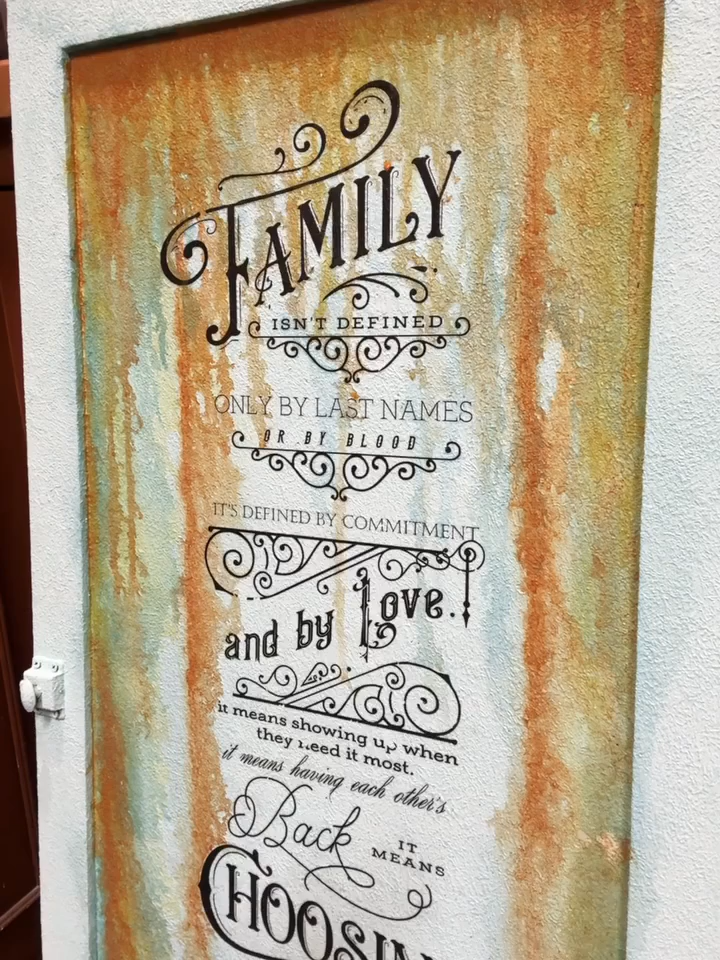 FAMILY
ISN'T DEFINED
ONLY BY LAST NAMES
OR BY BLOOD
IT'S DEFINED BY COMMITMENT
and by Love.
it means showing up when
they need it most.
it means having each other's
Back IT
MEANS
CHOOSIN